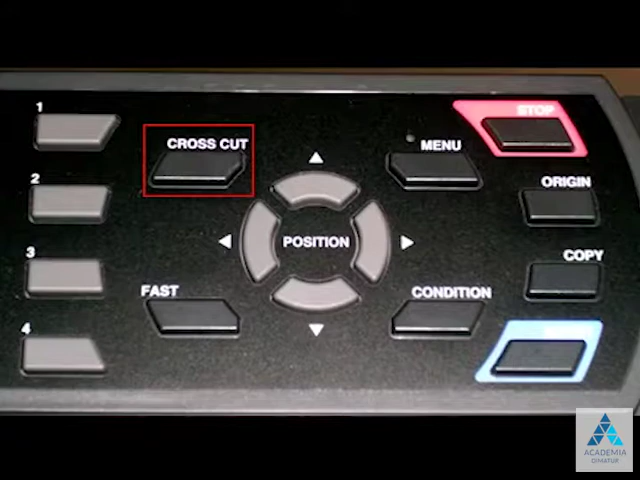 1
CROSS CUT
MENU
STOP
2
ORIGIN
POSITION
3
COPY
FAST
CONDITION
4
ACADEMIA